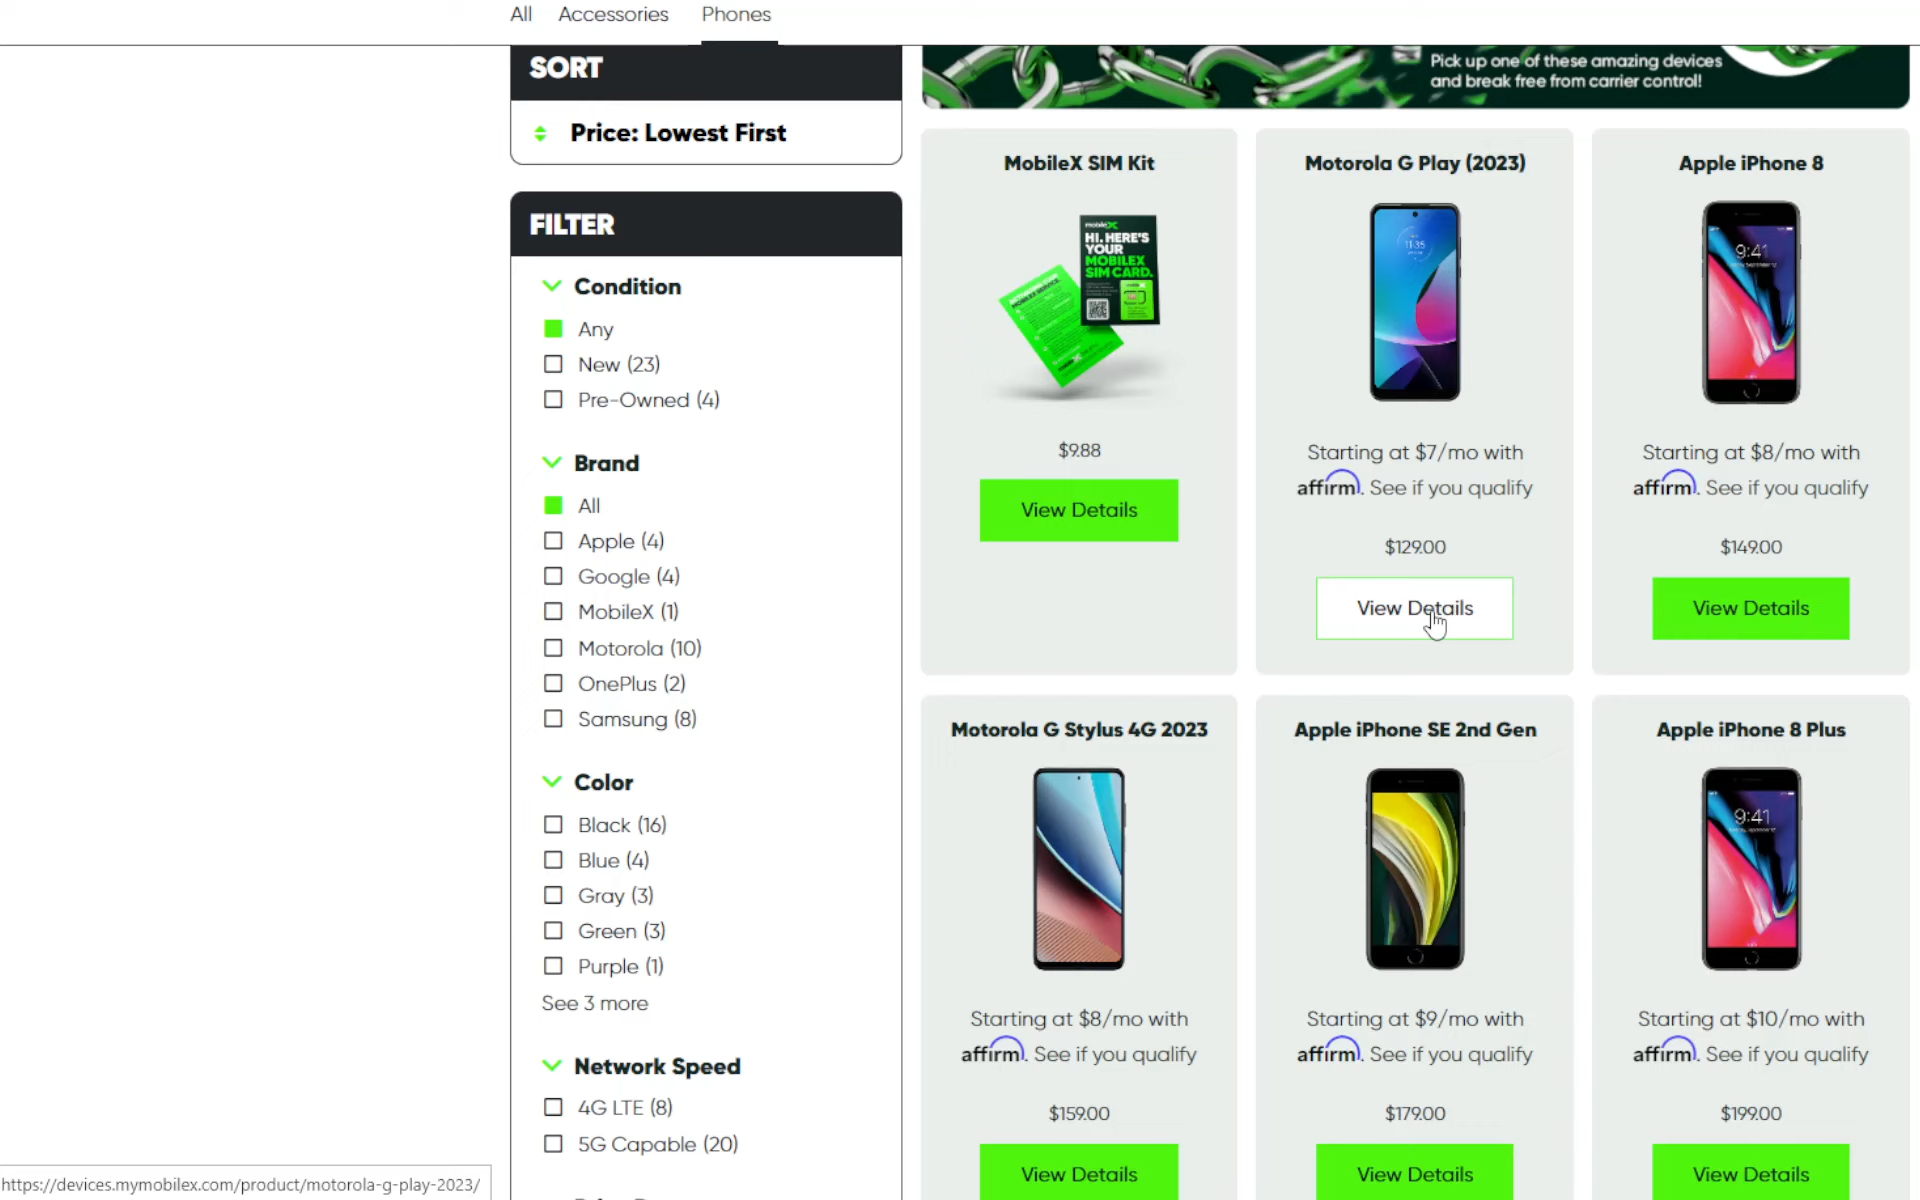 All Accessories Phones
SORT
Price: Lowest First
FILTER
Condition
Any
New (23)
Pre-Owned (4)
Brand
All
Apple (4)
Google (4)
MobileX (1)
Motorola (10)
OnePlus (2)
Samsung (8)
Color
Black (16)
Blue (4)
Gray (3)
Green (3)
Purple (1)
See 3 more
Network Speed
4G LTE (8)
5G Capable (20)
Pick up one of these amazing devices
and break free from carrier control!
MobileX SIM Kit
mobileX
HI. HERE'S
YOUR
MOBILEX
SIM CARD.
$9.88
View Details
Motorola G Play (2023)
11:35
Starting at $7/mo with
affirm. See if you qualify
$129.00
View Details
Apple iPhone 8
9:41
Starting at $8/mo with
affirm. See if you qualify
$149.00
View Details
Motorola G Stylus 4G 2023
Starting at $8/mo with
affirm. See if you qualify
$159.00
View Details
Apple iPhone SE 2nd Gen
Starting at $9/mo with
affirm. See if you qualify
$179.00
View Details
Apple iPhone 8 Plus
9:41
Starting at $10/mo with
affirm. See if you qualify
$199.00
View Details
https://devices.mymobilex.com/product/motorola-g-play-2023/